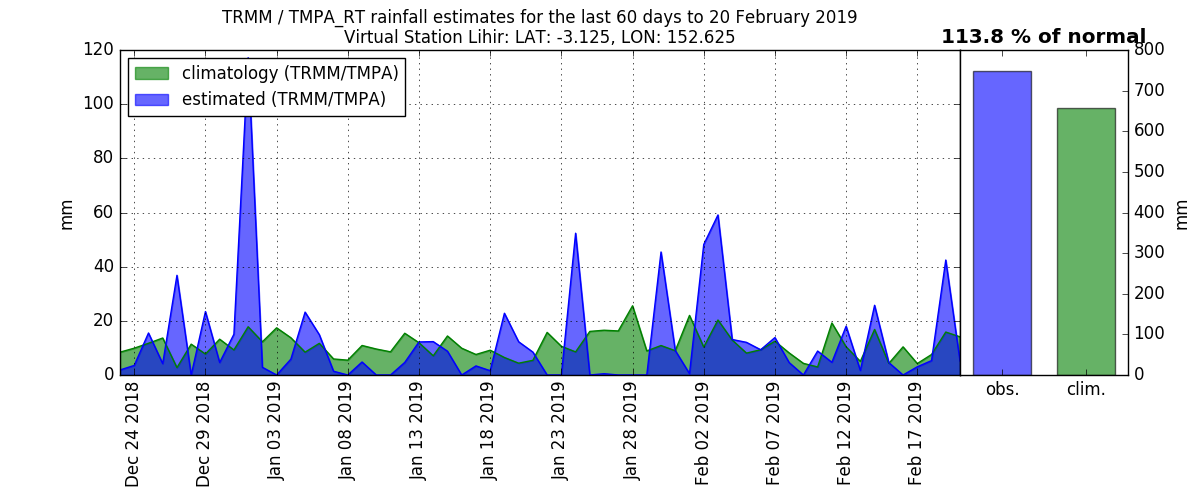 TRMM / TMPA_RT rainfall estimates for the last 60 days to 20 February 2019
Virtual Station Lihir: LAT: -3.125, LON: 152.625
113.8 % of normal
climatology (TRMM/TMPA)
estimated (TRMM/TMPA)
mm
120
100
80
60
40
20
0
Dec 24 2018
Dec 29 2018
Jan 03 2019
Jan 08 2019
Jan 13 2019
Jan 18 2019
Jan 23 2019
Jan 28 2019
Feb 02 2019
Feb 07 2019
Feb 12 2019
Feb 17 2019
800
700
600
500
400
300
200
100
0
mm
obs.
clim.